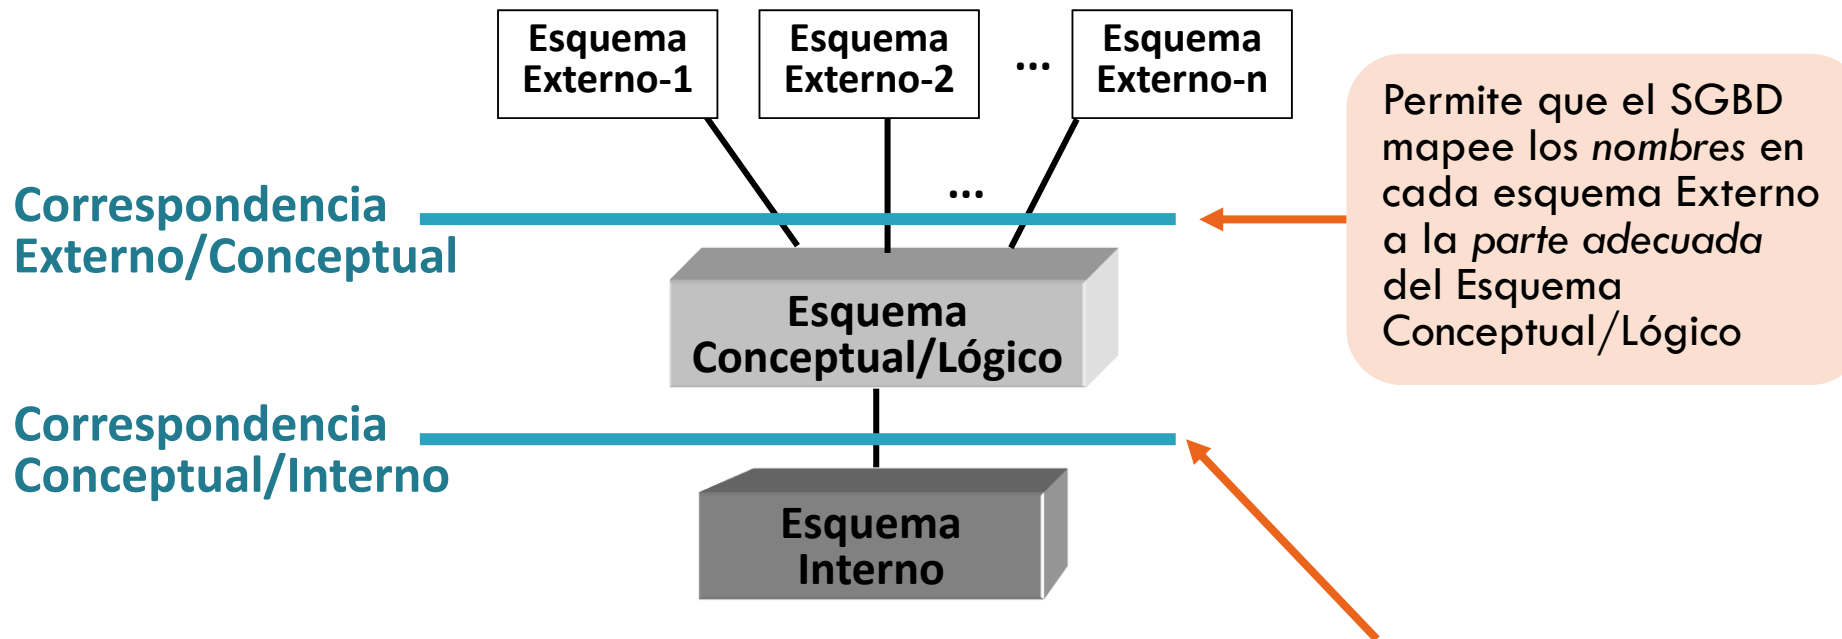 Esquema
Externo-1
Esquema
Externo-2
...
Esquema
Externo-n
Permite que el SGBD
mapee los nombres en
cada esquema Externo
a la parte adecuada
del Esquema
Conceptual/Lógico
...
Correspondencia
Externo/Conceptual
Esquema
Conceptual/Lógico
Correspondencia
Conceptual/Interno
Esquema
Interno